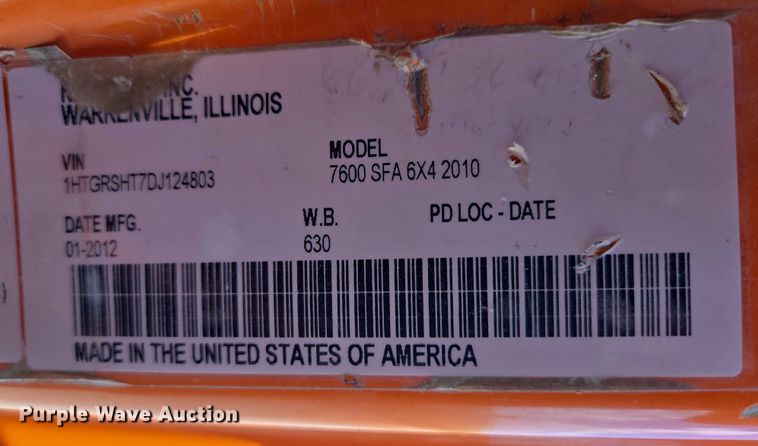 INC.
WARRENVILLE, ILLINOIS
VIN
1HTGRSHT7DJ124803
MODEL
7600 SFA 6X4 2010
DATE MFG.
01-2012
W.B.
630
PD LOC - DATE
MADE IN THE UNITED STATES OF AMERICA
Purple Wave Auction